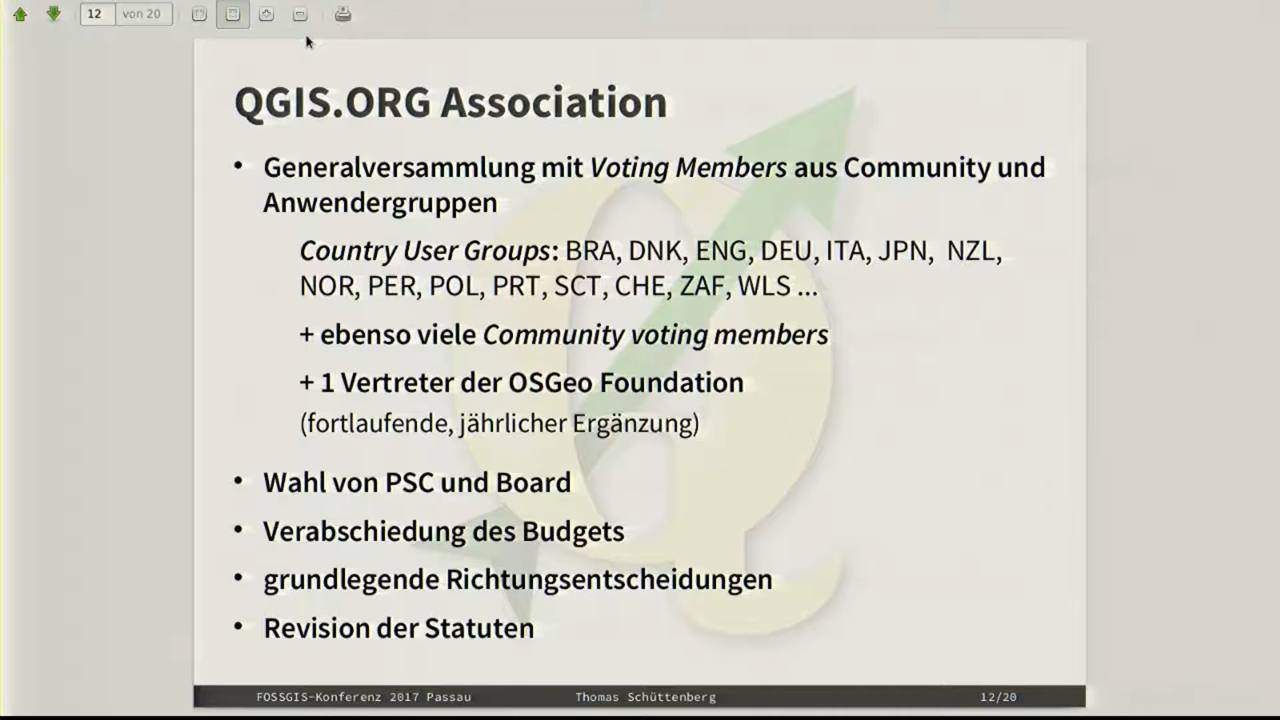 12 von 20
QGIS.ORG Association
• Generalversammlung mit Voting Members aus Community und
Anwendergruppen
Country User Groups: BRA, DNK, ENG, DEU, ITA, JPN, NZL,
NOR, PER, POL, PRT, SCT, CHE, ZAF, WLS ...
+ ebenso viele Community voting members
+ 1 Vertreter der OSGeo Foundation
(fortlaufende, jährlicher Ergänzung)
• Wahl von PSC und Board
• Verabschiedung des Budgets
• grundlegende Richtungsentscheidungen
• Revision der Statuten
FOSSGIS-Konferenz 2017 Passau Thomas Schüttenberg 12/20